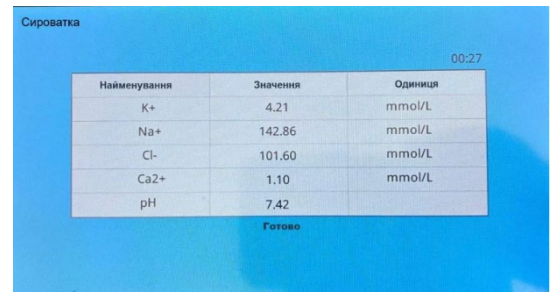 Сироватка
00:27
Найменування Значення Одиниця
K+ 4.21 mmol/L
Na+ 142.86 mmol/L
Cl- 101.60 mmol/L
Ca2+ 1.10 mmol/L
pH 7.42
Готово